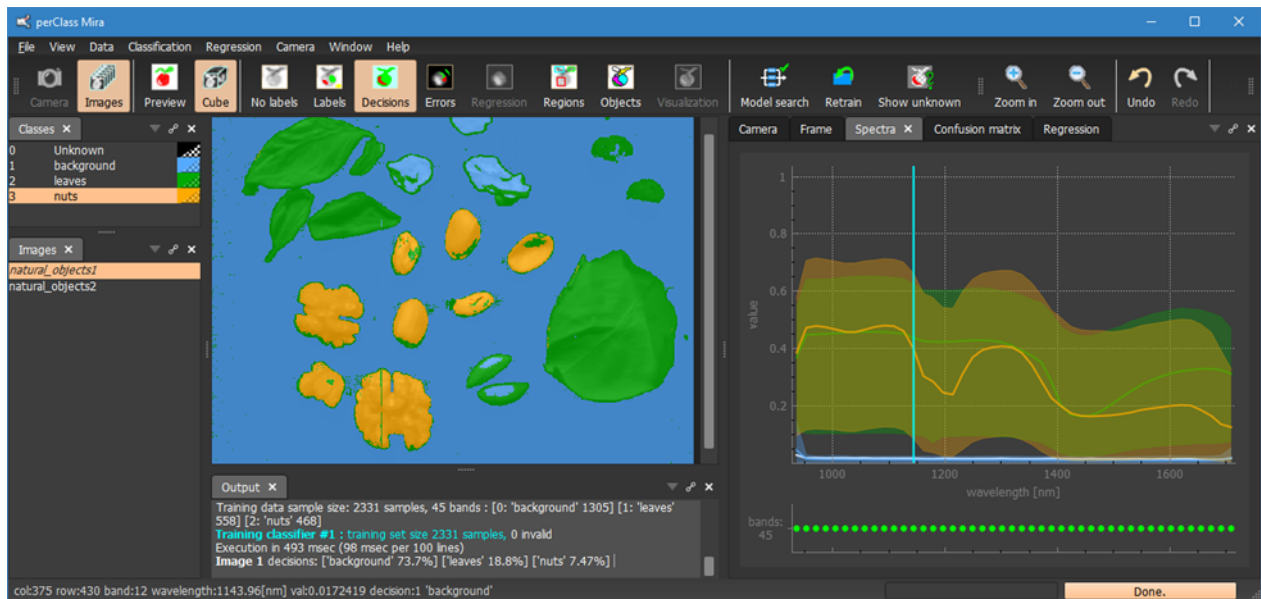 perClass Mira
File View Data Classification Regression Camera Window Help
Camera Images Preview Cube No labels Labels Decisions Errors Regression Regions Objects Visualization Model search Retrain Show unknown Zoom in Zoom out Undo Redo
Classes
0 Unknown
1 background
2 leaves
3 nuts
Images
natural_objects1
natural_objects2
Output
Training data sample size: 2331 samples, 45 bands : [0: 'background' 1305] [1: 'leaves'
558] [2: 'nuts' 468]
Training classifier #1 : training set size 2331 samples, 0 invalid
Execution in 493 msec (98 msec per 100 lines)
Image 1 decisions: ['background' 73.7%] ['leaves' 18.8%] ['nuts' 7.47%]
Camera Frame Spectra Confusion matrix Regression
1
0.8
0.6
0.4
0.2
value
1000 1200 1400 1600
wavelength [nm]
bands:
45
col:375 row:430 band:12 wavelength:1143.96[nm] val:0.0172419 decision:1 'background'
Done.